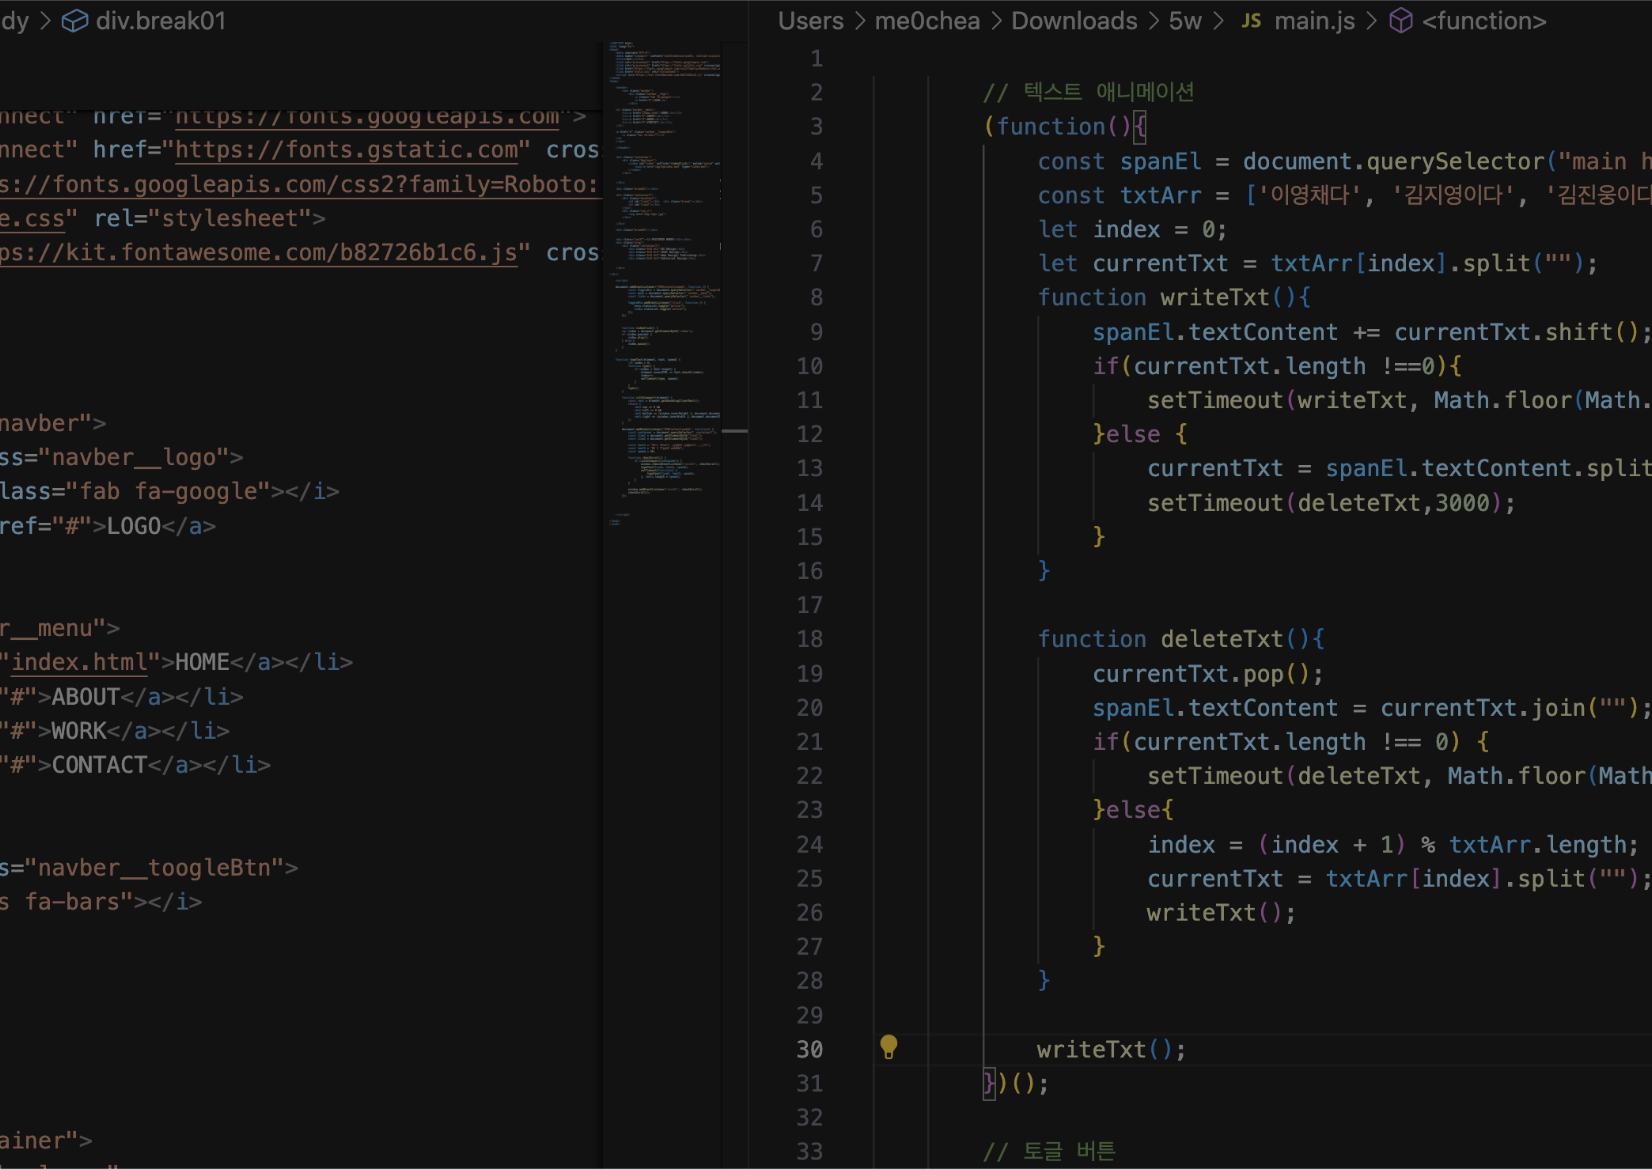 dy > div.break01
nnect" href="https://fonts.googleapis.com">
nnect" href="https://fonts.gstatic.com" cros
s://fonts.googleapis.com/css2?family=Roboto:
e.css" rel="stylesheet">
ps://kit.fontawesome.com/b82726b1c6.js" cros
navber">
ss="navber__logo">
lass="fab fa-google"></i>
ref="#">LOGO</a>
r__menu">
"index.html">HOME</a></li>
"#">ABOUT</a></li>
"#">WORK</a></li>
"#">CONTACT</a></li>
s="navber__toogleBtn">
s fa-bars"></i>
ainer">
Users > me0chea > Downloads > 5w > JS main.js > <function>
1
2 // 텍스트 애니메이션
3 (function(){
4 const spanEl = document.querySelector("main h
5 const txtArr = ['이영채다', '김지영이다', '김진웅이다
6 let index = 0;
7 let currentTxt = txtArr[index].split("");
8 function writeTxt(){
9 spanEl.textContent += currentTxt.shift();
10 if(currentTxt.length !==0){
11 setTimeout(writeTxt, Math.floor(Math.
12 }else {
13 currentTxt = spanEl.textContent.split
14 setTimeout(deleteTxt,3000);
15 }
16 }
17
18 function deleteTxt(){
19 currentTxt.pop();
20 spanEl.textContent = currentTxt.join("");
21 if(currentTxt.length !== 0) {
22 setTimeout(deleteTxt, Math.floor(Math
23 }else{
24 index = (index + 1) % txtArr.length;
25 currentTxt = txtArr[index].split("");
26 writeTxt();
27 }
28 }
29
30 writeTxt();
31 })();
32
33 // 토글 버튼